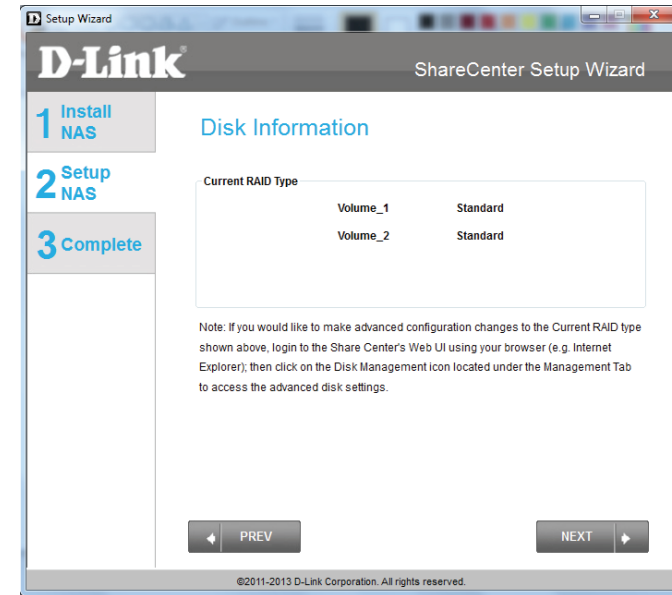 Setup Wizard
D-Link®
ShareCenter Setup Wizard
1 Install
NAS
2 Setup
NAS
3 Complete
Disk Information
Current RAID Type
Volume_1 Standard
Volume_2 Standard
Note: If you would like to make advanced configuration changes to the Current RAID type
shown above, login to the Share Center's Web UI using your browser (e.g. Internet
Explorer); then click on the Disk Management icon located under the Management Tab
to access the advanced disk settings.
PREV
NEXT
©2011-2013 D-Link Corporation. All rights reserved.